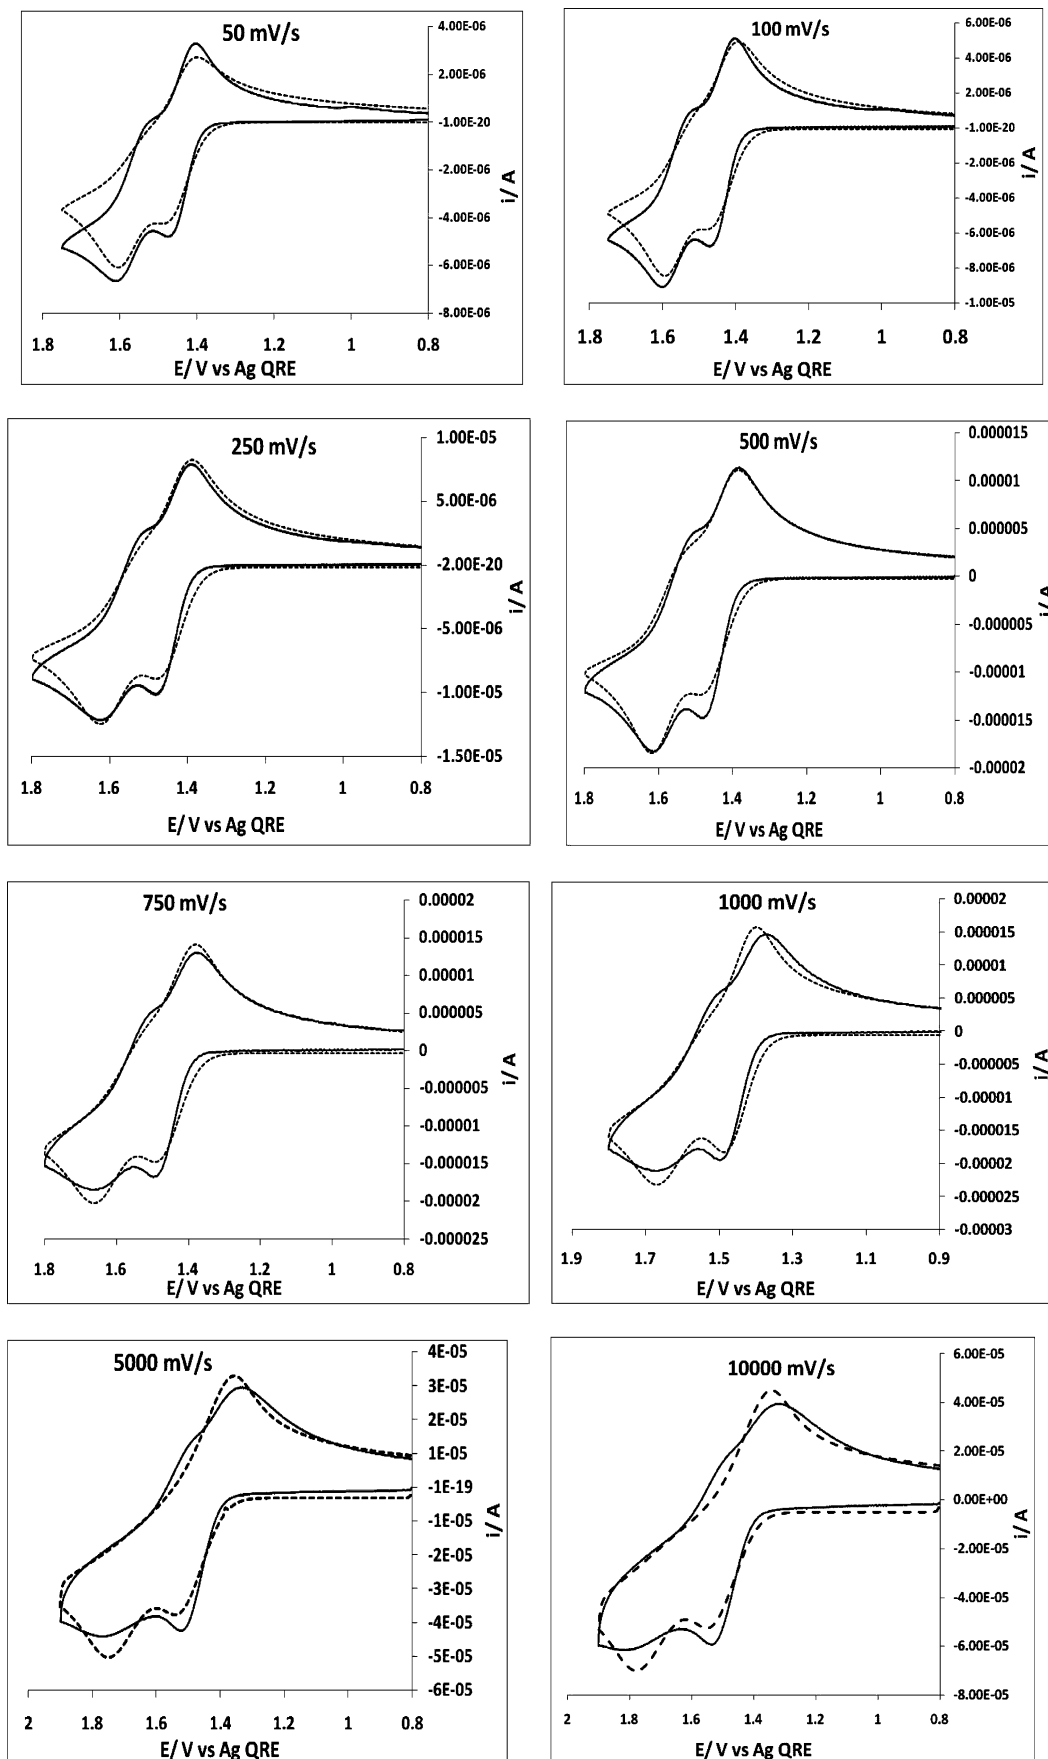 50 mV/s
4.00E-06
2.00E-06
-1.00E-20
-2.00E-06
-4.00E-06
-6.00E-06
-8.00E-06
i/ A
1.8 1.6 1.4 1.2 1 0.8
E/ V vs Ag QRE
100 mV/s
6.00E-06
4.00E-06
2.00E-06
-1.00E-20
-2.00E-06
-4.00E-06
-6.00E-06
-8.00E-06
-1.00E-05
i/ A
1.8 1.6 1.4 1.2 1 0.8
E/ V vs Ag QRE
250 mV/s
1.00E-05
5.00E-06
-2.00E-20
-5.00E-06
-1.00E-05
-1.50E-05
i/ A
1.8 1.6 1.4 1.2 1 0.8
E/ V vs Ag QRE
500 mV/s
0.000015
0.00001
0.000005
0
-0.000005
-0.00001
-0.000015
-0.00002
i/ A
1.8 1.6 1.4 1.2 1 0.8
E/ V vs Ag QRE
750 mV/s
0.00002
0.000015
0.00001
0.000005
0
-0.000005
-0.00001
-0.000015
-0.00002
-0.000025
i/ A
1.8 1.6 1.4 1.2 1 0.8
E/ V vs Ag QRE
1000 mV/s
0.00002
0.000015
0.00001
0.000005
0
-0.000005
-0.00001
-0.000015
-0.00002
-0.000025
-0.00003
i/ A
1.9 1.7 1.5 1.3 1.1 0.9
E/ V vs Ag QRE
5000 mV/s
4E-05
3E-05
2E-05
1E-05
-1E-19
-1E-05
-2E-05
-3E-05
-4E-05
-5E-05
-6E-05
i/ A
2 1.8 1.6 1.4 1.2 1 0.8
E/ V vs Ag QRE
10000 mV/s
6.00E-05
4.00E-05
2.00E-05
0.00E+00
-2.00E-05
-4.00E-05
-6.00E-05
-8.00E-05
i/ A
2 1.8 1.6 1.4 1.2 1 0.8
E/ V vs Ag QRE